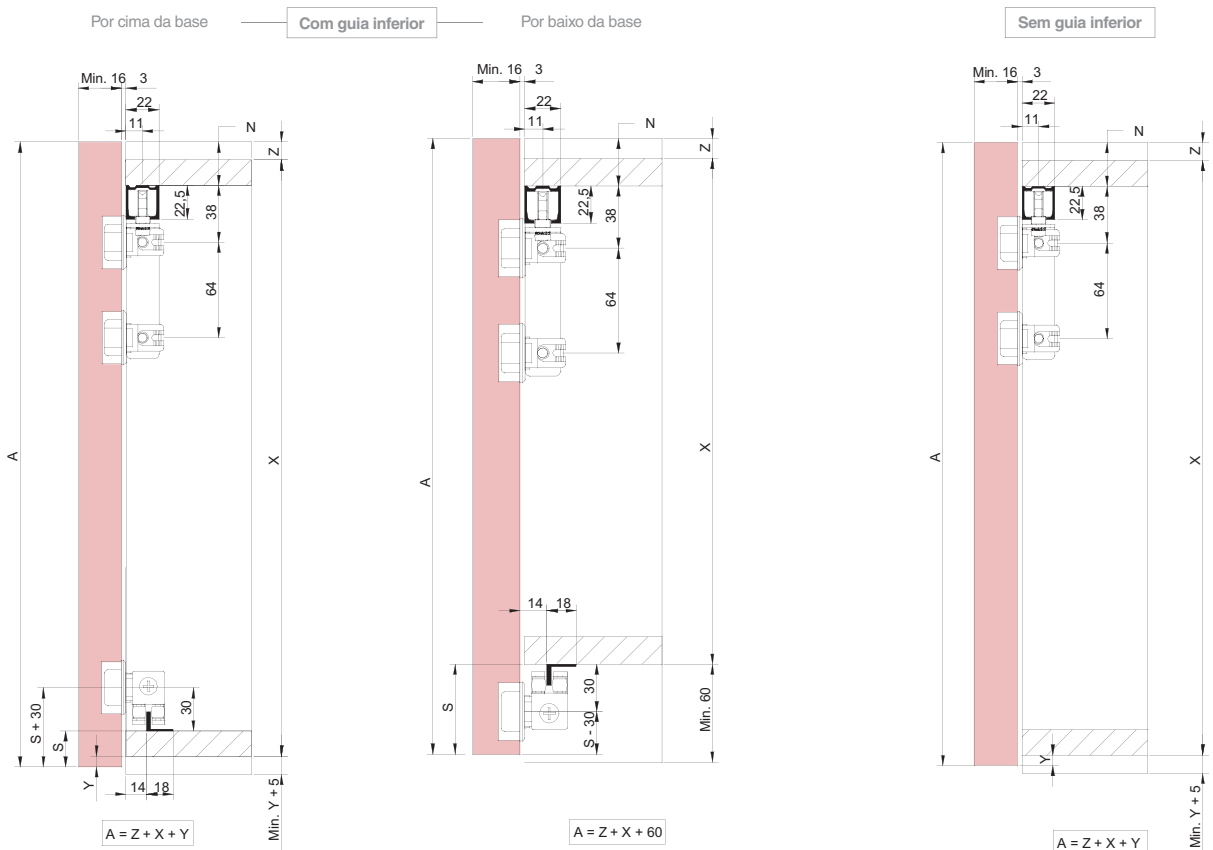 Por cima da base
Com guia inferior
Por baixo da base
Sem guia inferior
Min. 16
3
22
11
N
Z
22,5
38
64
A
X
S + 30
S
30
Y
14
18
Min. Y + 5
A = Z + X + Y
Min. 16
3
22
11
N
Z
22,5
38
64
A
X
14
18
S
30
S - 30
Min. 60
A = Z + X + 60
Min. 16
3
22
11
N
Z
22,5
38
64
A
X
Y
Min. Y + 5
A = Z + X + Y